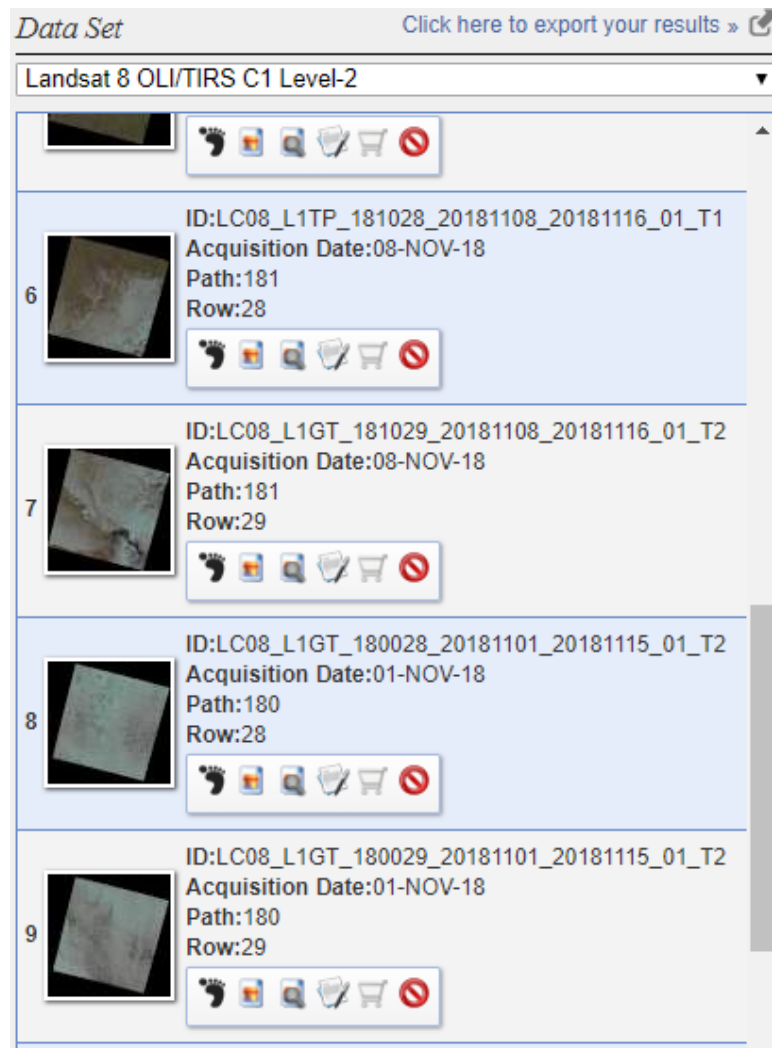 Data Set
Click here to export your results »
Landsat 8 OLI/TIRS C1 Level-2
6
ID:LC08_L1TP_181028_20181108_20181116_01_T1
Acquisition Date:08-NOV-18
Path:181
Row:28
7
ID:LC08_L1GT_181029_20181108_20181116_01_T2
Acquisition Date:08-NOV-18
Path:181
Row:29
8
ID:LC08_L1GT_180028_20181101_20181115_01_T2
Acquisition Date:01-NOV-18
Path:180
Row:28
9
ID:LC08_L1GT_180029_20181101_20181115_01_T2
Acquisition Date:01-NOV-18
Path:180
Row:29